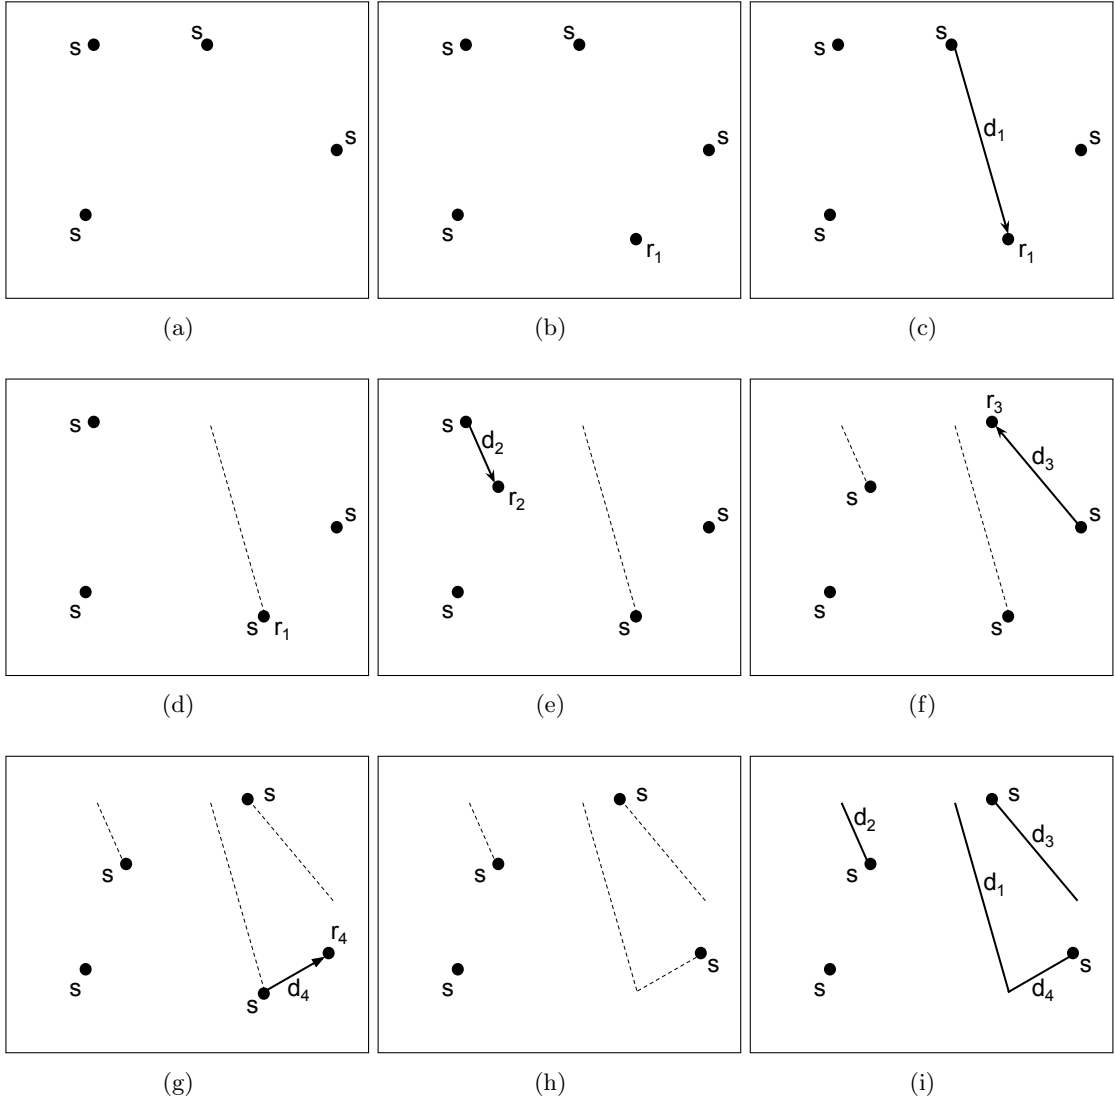 s s
s
s
(a)
s s
s
s
r₁
(b)
s s
d₁
s
s
r₁
(c)
s
s
s
s r₁
(d)
s d₂
r₂
s
s
s
(e)
r₃
d₃
s
s
s
s
(f)
s
s
r₄
s
d₄
s
(g)
s
s
s
s
(h)
s
d₂
d₃
s
d₁
s
s
d₄
(i)